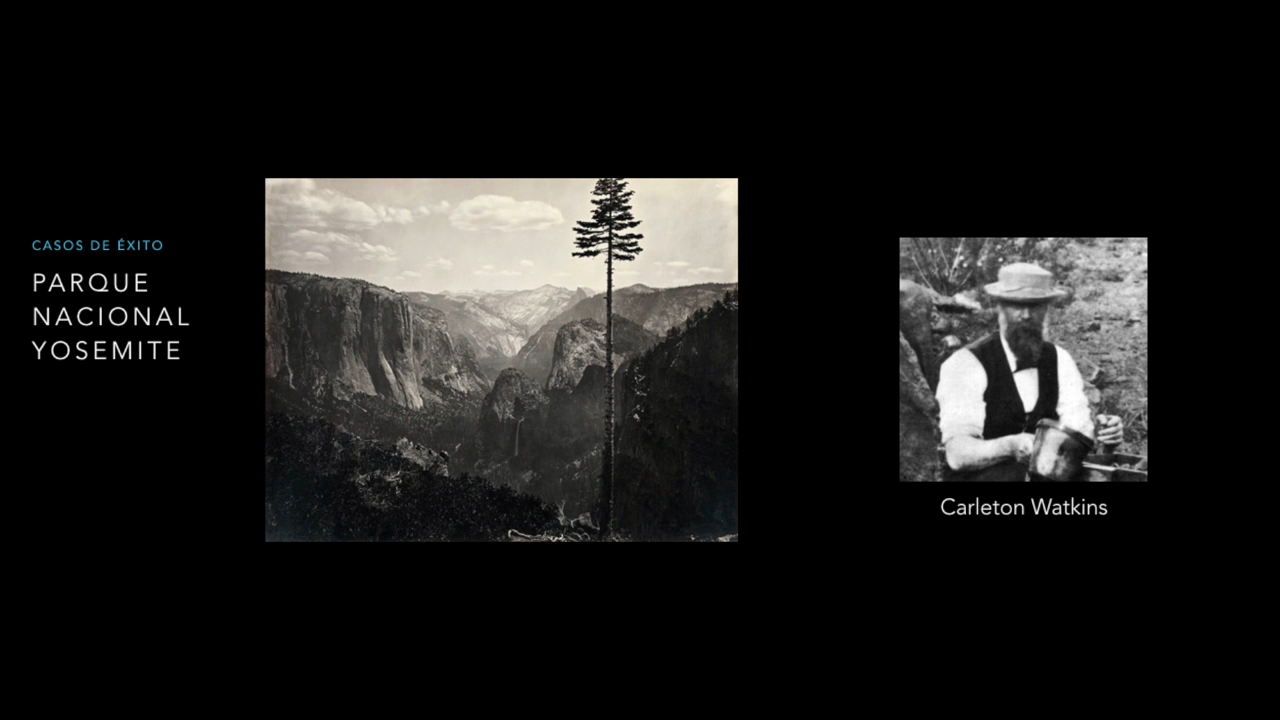 CASOS DE ÉXITO
PARQUE
NACIONAL
YOSEMITE
Carleton Watkins